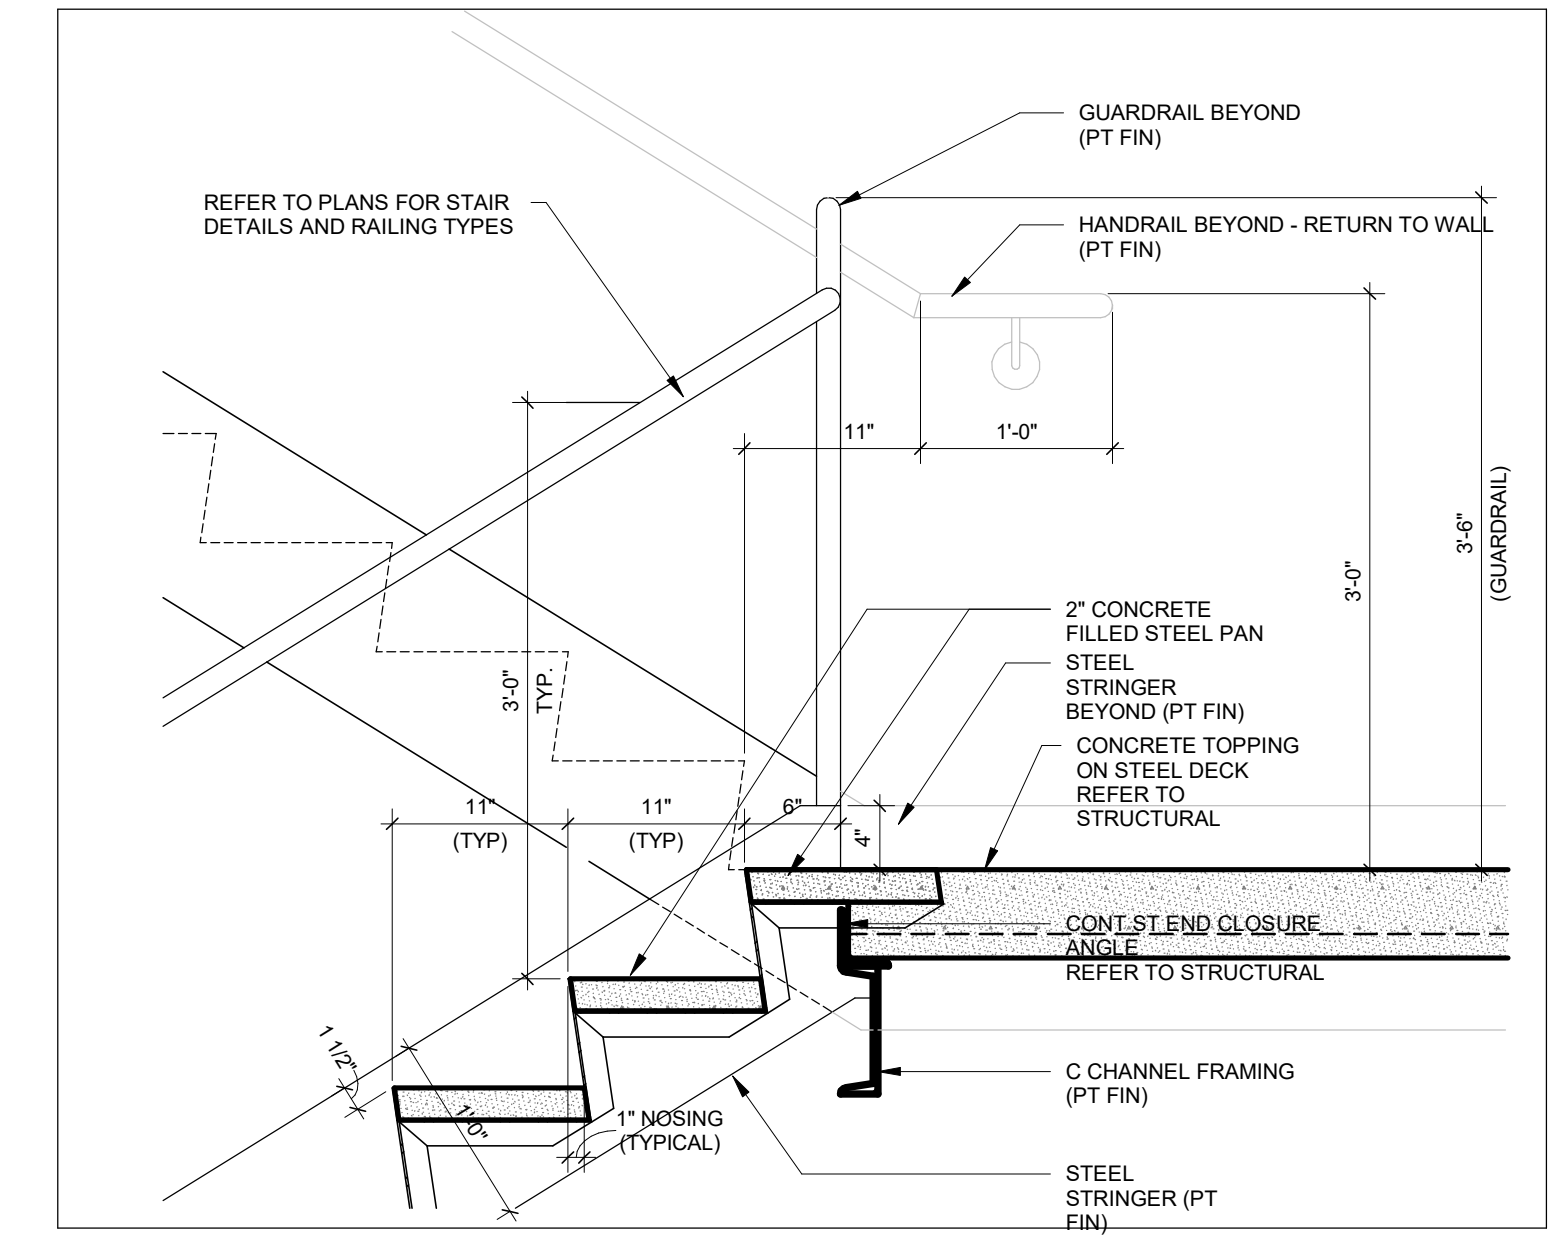 GUARDRAIL BEYOND
(PT FIN)
REFER TO PLANS FOR STAIR
DETAILS AND RAILING TYPES
HANDRAIL BEYOND - RETURN TO WALL
(PT FIN)
11"
1'-0"
3'-6"
(GUARDRAIL)
3'-0"
2" CONCRETE
FILLED STEEL PAN
STEEL
STRINGER
BEYOND (PT FIN)
3'-0"
TYP.
CONCRETE TOPPING
ON STEEL DECK
REFER TO
STRUCTURAL
11"
(TYP)
11"
(TYP)
6"
4"
CONT ST END CLOSURE
ANGLE
REFER TO STRUCTURAL
1 1/2"
1'-0"
C CHANNEL FRAMING
(PT FIN)
1" NOSING
(TYPICAL)
STEEL
STRINGER (PT
FIN)